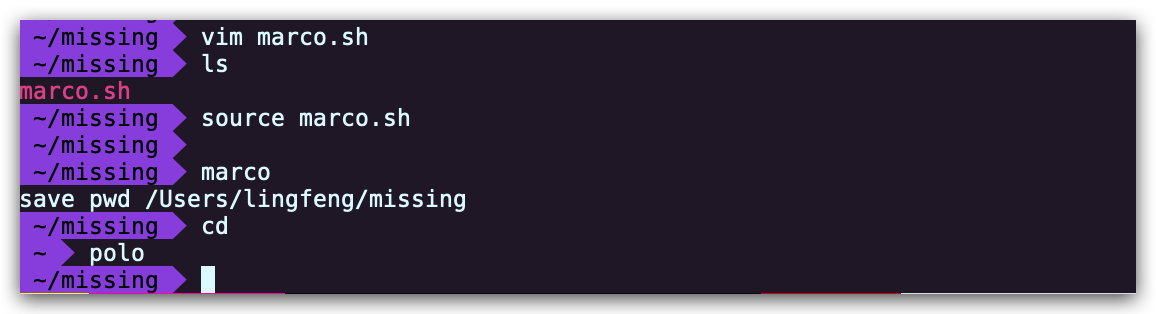 ~/missing vim marco.sh
~/missing ls
marco.sh
~/missing source marco.sh
~/missing
~/missing marco
save pwd /Users/lingfeng/missing
~/missing cd
~ polo
~/missing